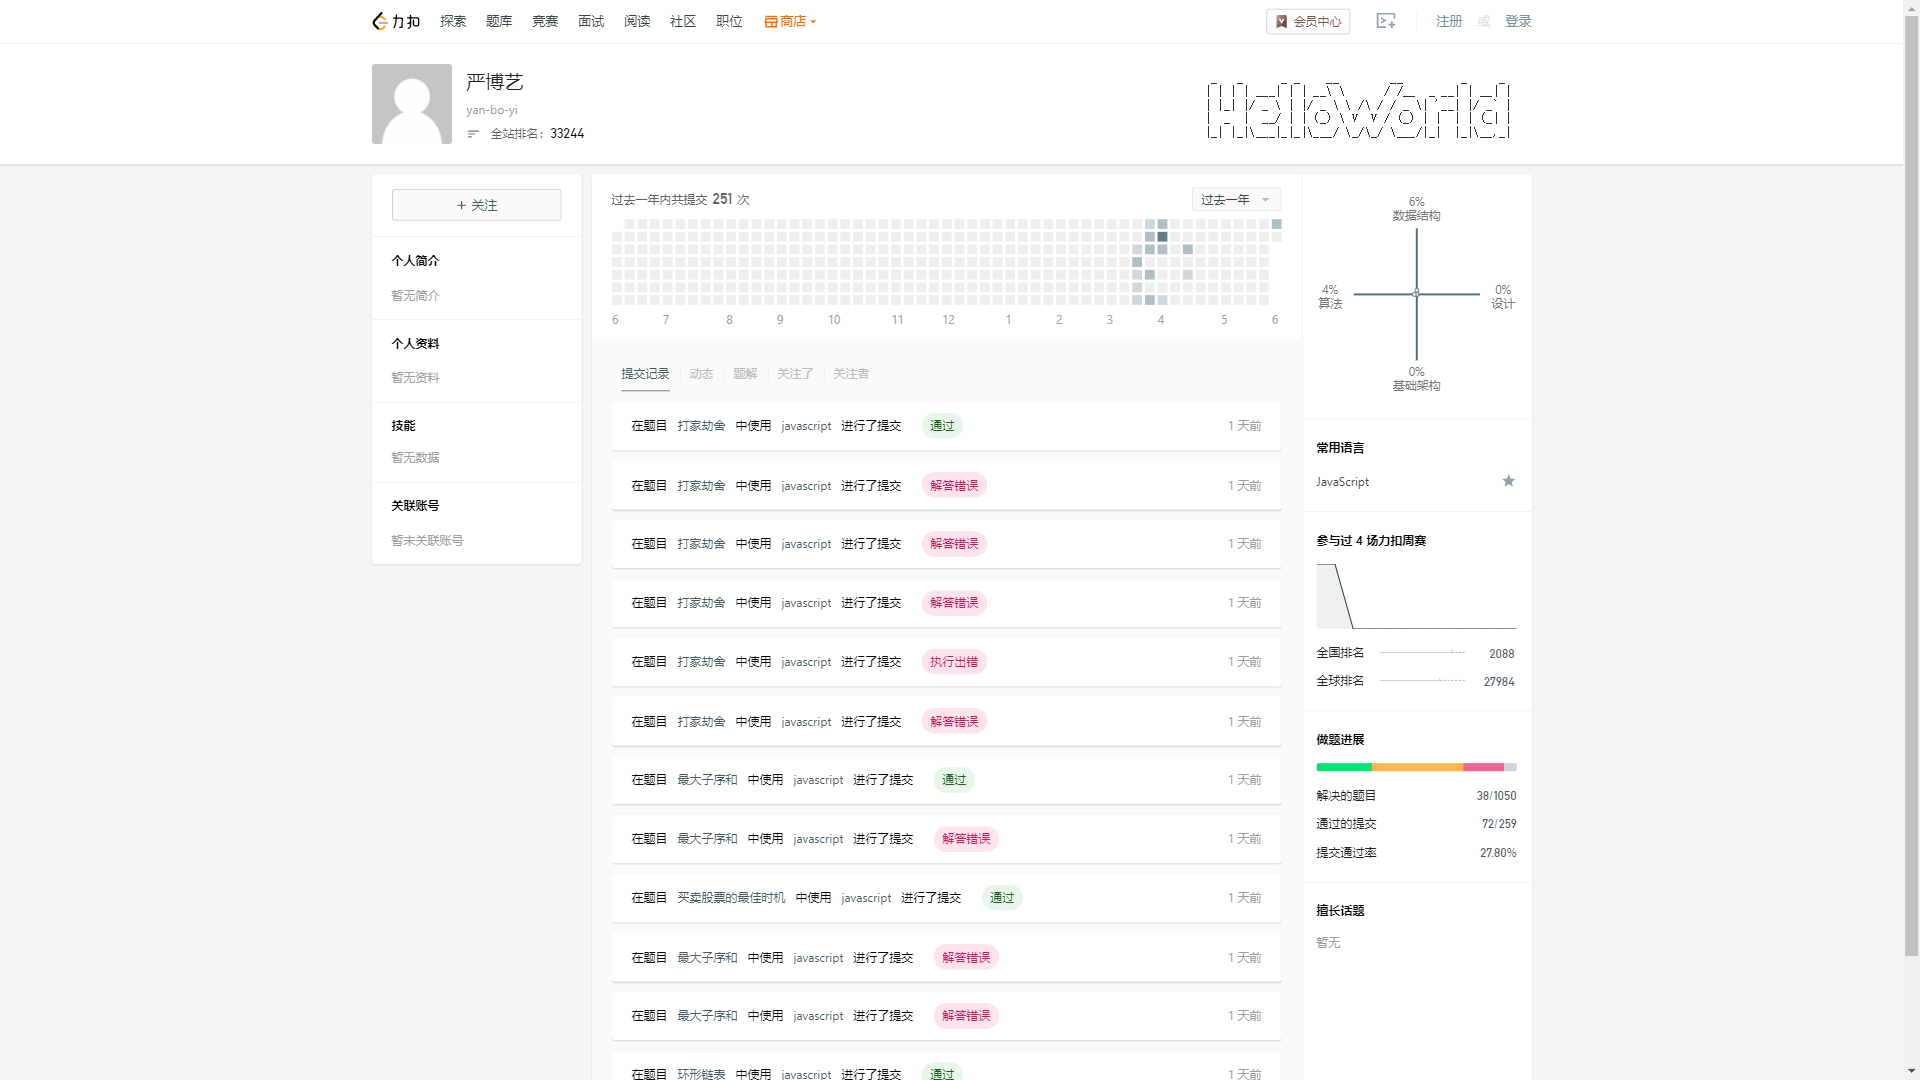 力扣 探索 题库 竞赛 面试 阅读 社区 职位 商店 会员中心 注册 或 登录
严博艺
yan-bo-yi
全站排名： 33244
HelloWorld
+ 关注
个人简介
暂无简介
个人资料
暂无资料
技能
暂无数据
关联账号
暂未关联账号
过去一年内共提交 251 次 过去一年
6 7 8 9 10 11 12 1 2 3 4 5 6
提交记录 动态 题解 关注了 关注者
在题目 打家劫舍 中使用 javascript 进行了提交 通过 1 天前
在题目 打家劫舍 中使用 javascript 进行了提交 解答错误 1 天前
在题目 打家劫舍 中使用 javascript 进行了提交 解答错误 1 天前
在题目 打家劫舍 中使用 javascript 进行了提交 解答错误 1 天前
在题目 打家劫舍 中使用 javascript 进行了提交 执行出错 1 天前
在题目 打家劫舍 中使用 javascript 进行了提交 解答错误 1 天前
在题目 最大子序和 中使用 javascript 进行了提交 通过 1 天前
在题目 最大子序和 中使用 javascript 进行了提交 解答错误 1 天前
在题目 买卖股票的最佳时机 中使用 javascript 进行了提交 通过 1 天前
在题目 最大子序和 中使用 javascript 进行了提交 解答错误 1 天前
在题目 最大子序和 中使用 javascript 进行了提交 解答错误 1 天前
在题目 环形链表 中使用 javascript 进行了提交 通过 1 天前
6%
数据结构
4%
算法
0%
设计
0%
基础架构
常用语言
JavaScript
参与过 4 场力扣周赛
全国排名 2088
全球排名 27984
做题进展
解决的题目 38/1050
通过的提交 72/259
提交通过率 27.80%
擅长话题
暂无